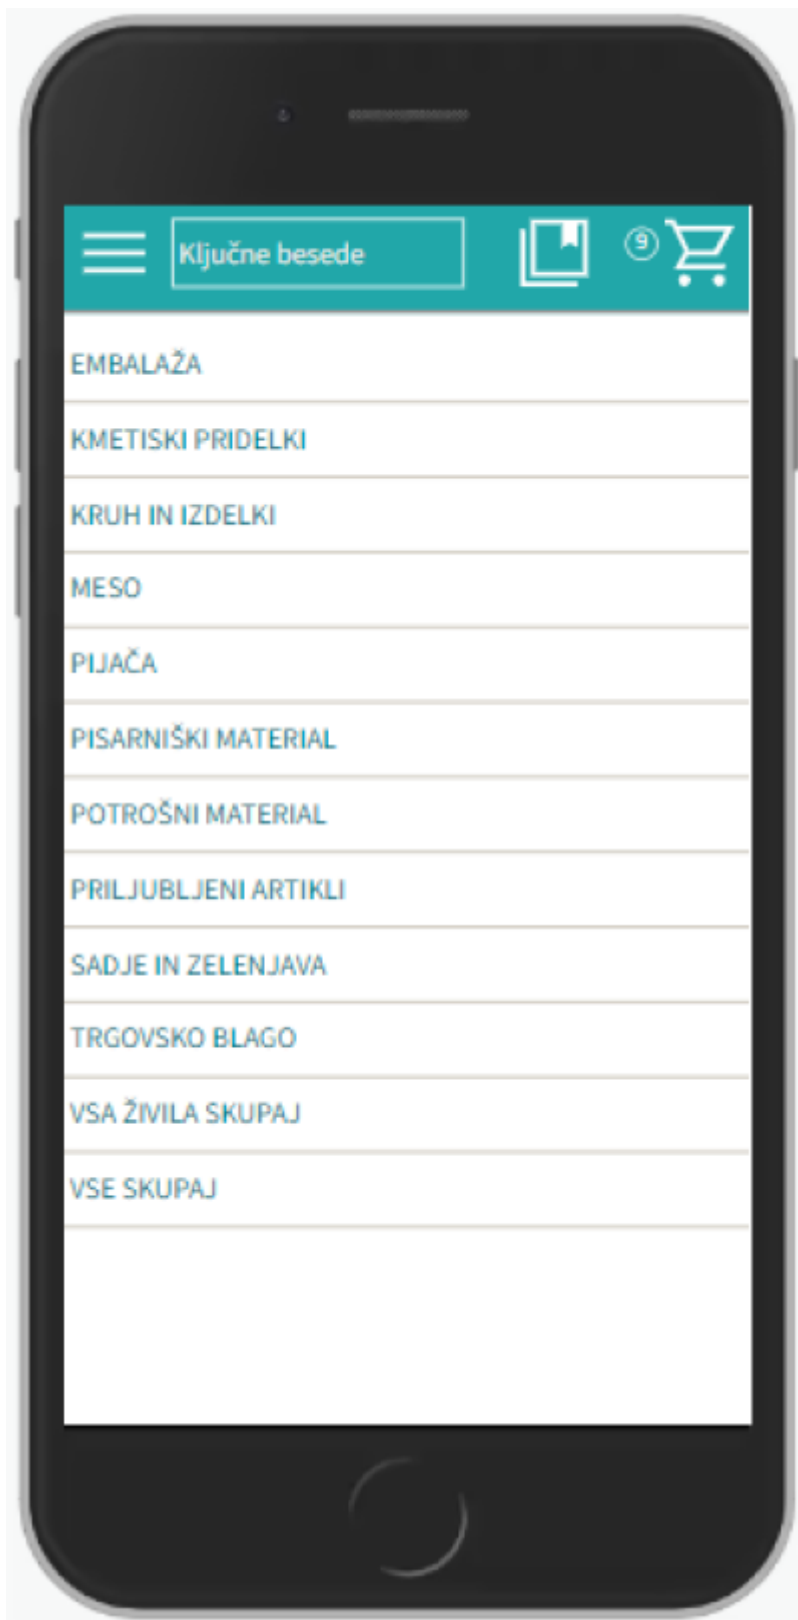 Ključne besede
9
EMBALAŽA
KMETISKI PRIDELKI
KRUH IN IZDELKI
MESO
PIJAČA
PISARNIŠKI MATERIAL
POTROŠNI MATERIAL
PRILJUBLJENI ARTIKLI
SADJE IN ZELENJAVA
TRGOVSKO BLAGO
VSA ŽIVILA SKUPAJ
VSE SKUPAJ